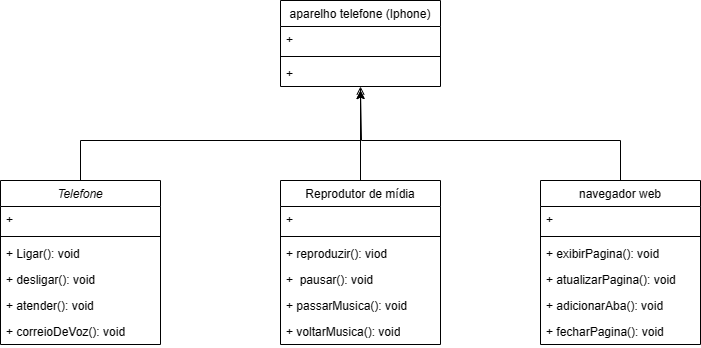 aparelho telefone (Iphone)
+
+
Telefone
+
+ Ligar(): void
+ desligar(): void
+ atender(): void
+ correioDeVoz(): void
Reprodutor de mídia
+
+ reproduzir(): viod
+ pausar(): void
+ passarMusica(): void
+ voltarMusica(): void
navegador web
+
+ exibirPagina(): void
+ atualizarPagina(): void
+ adicionarAba(): void
+ fecharPagina(): void